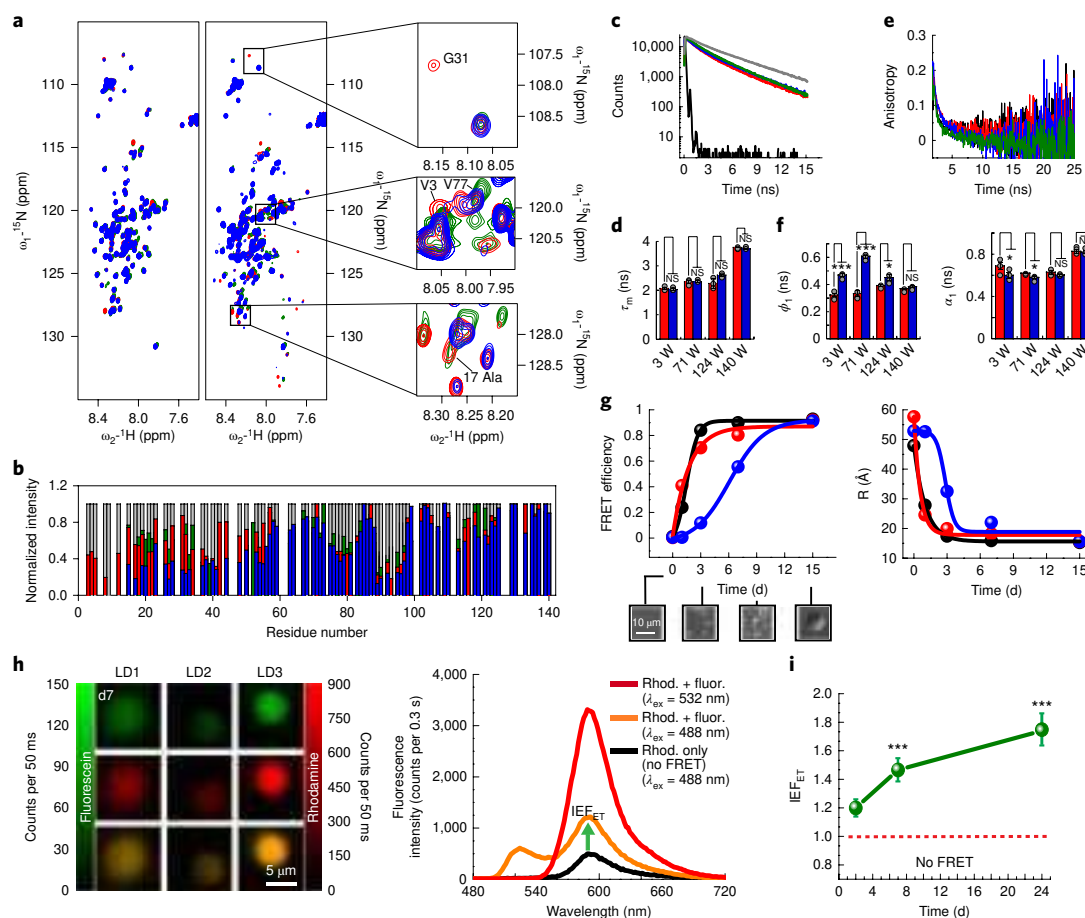 a
ω1-15N (ppm)
110
115
120
125
130
8.4 8.0 7.6
ω2-1H (ppm)
110
115
120
125
130
8.4 8.0 7.6
ω2-1H (ppm)
ω1-15N (ppm)
G31
107.5
108.0
108.5
8.15 8.10 8.05
ω1-15N (ppm)
V3 V77
120.0
120.5
8.05 8.00 7.95
ω1-15N (ppm)
17 Ala
128.0
128.5
8.30 8.25 8.20
ω2-1H (ppm)
ω1-15N (ppm)
b
Normalized intensity
1.2
0.8
0.4
0.0
0 20 40 60 80 100 120 140
Residue number
c
Counts
10,000
1,000
100
10
0 3 6 9 12 15
Time (ns)
d
τm (ns)
4
2
0
NS NS NS NS
3 W 71 W 124 W 140 W
e
Anisotropy
0.3
0.2
0.1
0
5 10 15 20 25
Time (ns)
f
ϕ1 (ns)
0.6
0.4
0.2
0
*** *** * NS
3 W 71 W 124 W 140 W
α1 (ns)
0.8
0.4
0
* * NS NS
3 W 71 W 124 W 140 W
g
FRET efficiency
1
0.8
0.6
0.4
0.2
0
0 3 6 9 12 15
Time (d)
10 µm
R (Å)
60
50
40
30
20
10
0 3 6 9 12 15
Time (d)
h
LD1 LD2 LD3
d7
Counts per 50 ms
150
120
90
60
30
0
Fluorescein
5 µm
Rhodamine
900
750
600
450
300
150
0
Counts per 50 ms
Fluorescence
intensity (counts per 0.3 s)
4,000
3,000
2,000
1,000
0
480 540 600 660 720
Wavelength (nm)
Rhod. + fluor.
(λex = 532 nm)
Rhod. + fluor.
(λex = 488 nm)
Rhod. only
(no FRET)
(λex = 488 nm)
IEFET
i
IEFET
2.0
1.8
1.6
1.4
1.2
1.0
0.8
***
***
No FRET
0 4 8 12 16 20 24
Time (d)